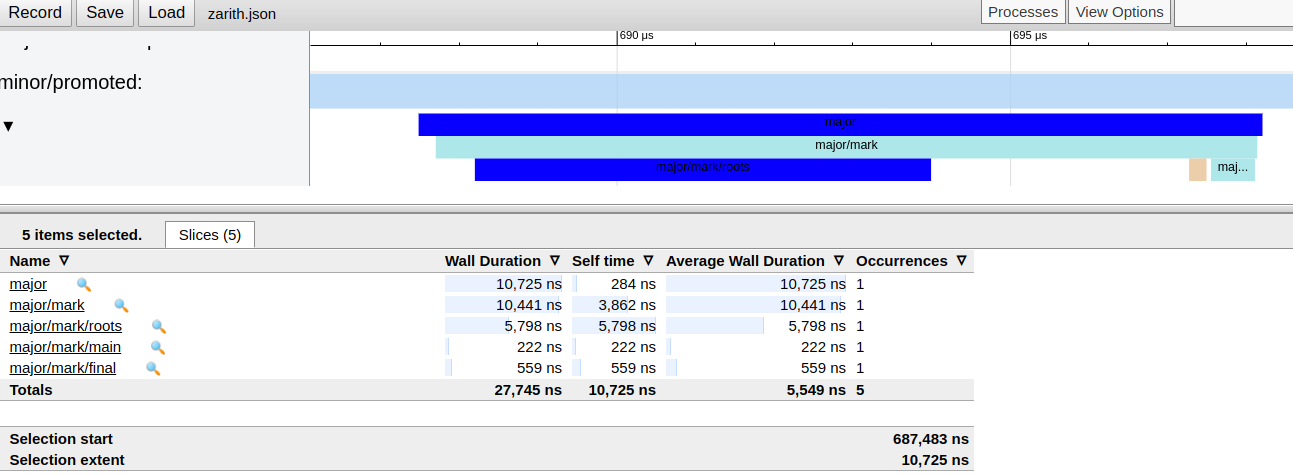 Record Save Load zarith.json Processes View Options
690 μs 695 μs
minor/promoted:
▼
major
major/mark
major/mark/roots maj...
5 items selected. Slices (5)
Name ▽ Wall Duration ▽ Self time ▽ Average Wall Duration ▽ Occurrences ▽
major 10,725 ns 284 ns 10,725 ns 1
major/mark 10,441 ns 3,862 ns 10,441 ns 1
major/mark/roots 5,798 ns 5,798 ns 5,798 ns 1
major/mark/main 222 ns 222 ns 222 ns 1
major/mark/final 559 ns 559 ns 559 ns 1
Totals 27,745 ns 10,725 ns 5,549 ns 5
Selection start 687,483 ns
Selection extent 10,725 ns